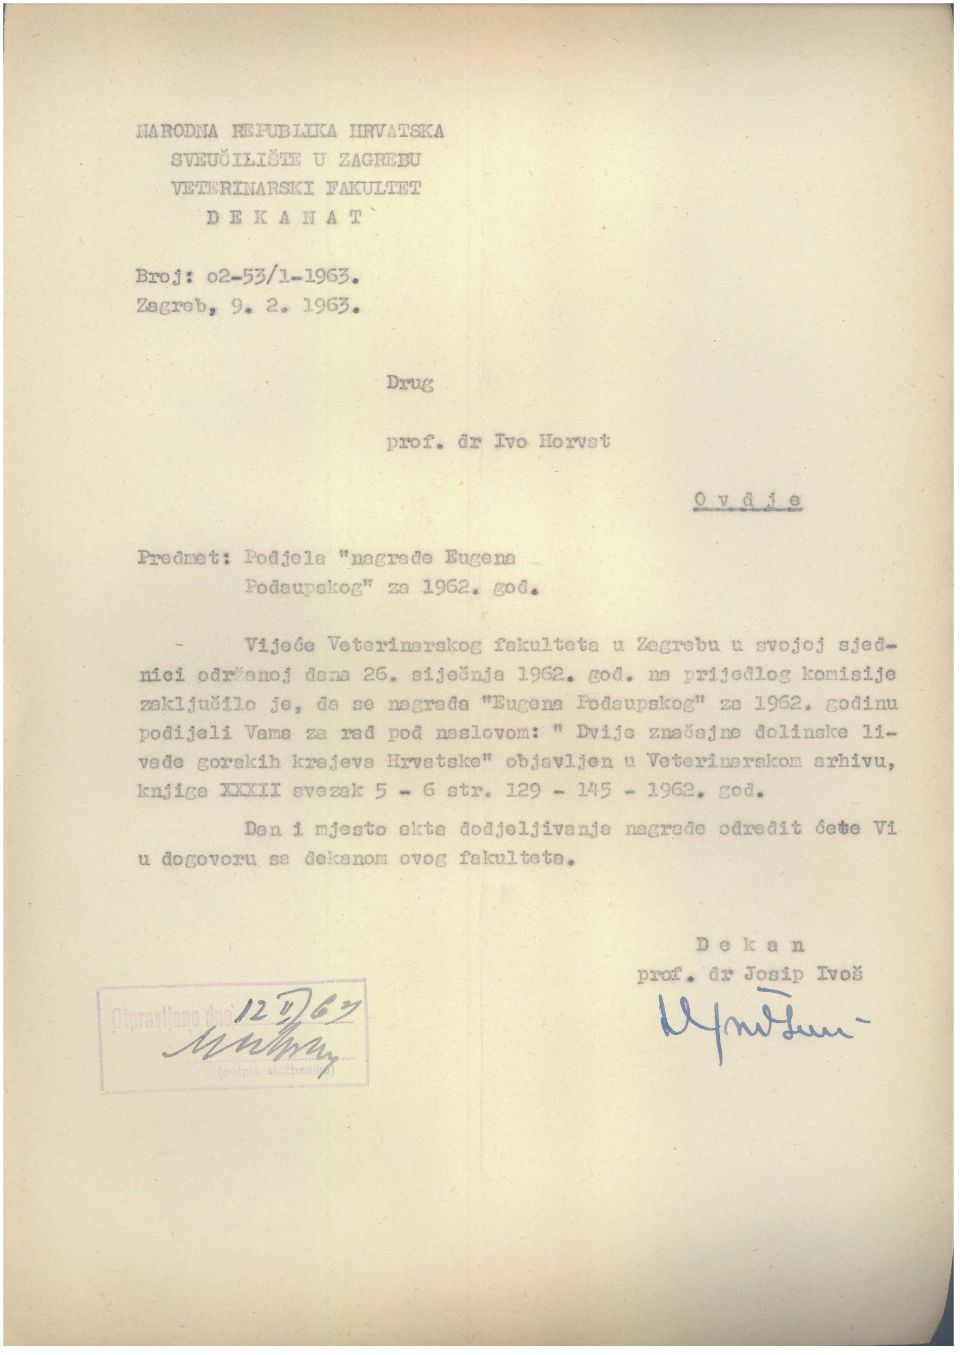 NARODNA REPUBLIKA HRVATSKA
SVEUČILIŠTE U ZAGREBU
VETERINARSKI FAKULTET
D E K A N A T
Broj: o2-53/1-1963.
Zagreb, 9. 2. 1963.
Drug
prof. dr Ivo Horvat
O v d j e
Predmet: Podjela "nagrade Eugena
Podaupskog" za 1962. god.
Vijeće Veterinarskog fakulteta u Zagrebu u svojoj sjed-
nici održanoj dana 26. siječnja 1962. god. na prijedlog komisije
zaključilo je, da se nagrada "Eugena Podaupskog" za 1962. godinu
podijeli Vama za rad pod naslovom: " Dvije značajne dolinske li-
vade gorskih krajeva Hrvatske" objavljen u Veterinarskom arhivu,
knjiga XXXII svezak 5 - 6 str. 129 - 145 - 1962. god.
Dan i mjesto akta dodjeljivanja nagrade odredit ćete Vi
u dogovoru sa dekanom ovog fakulteta.
D e k a n
prof. dr Josip Ivoš
Otpravljeno dne 12 II 63
(potpis službenika)